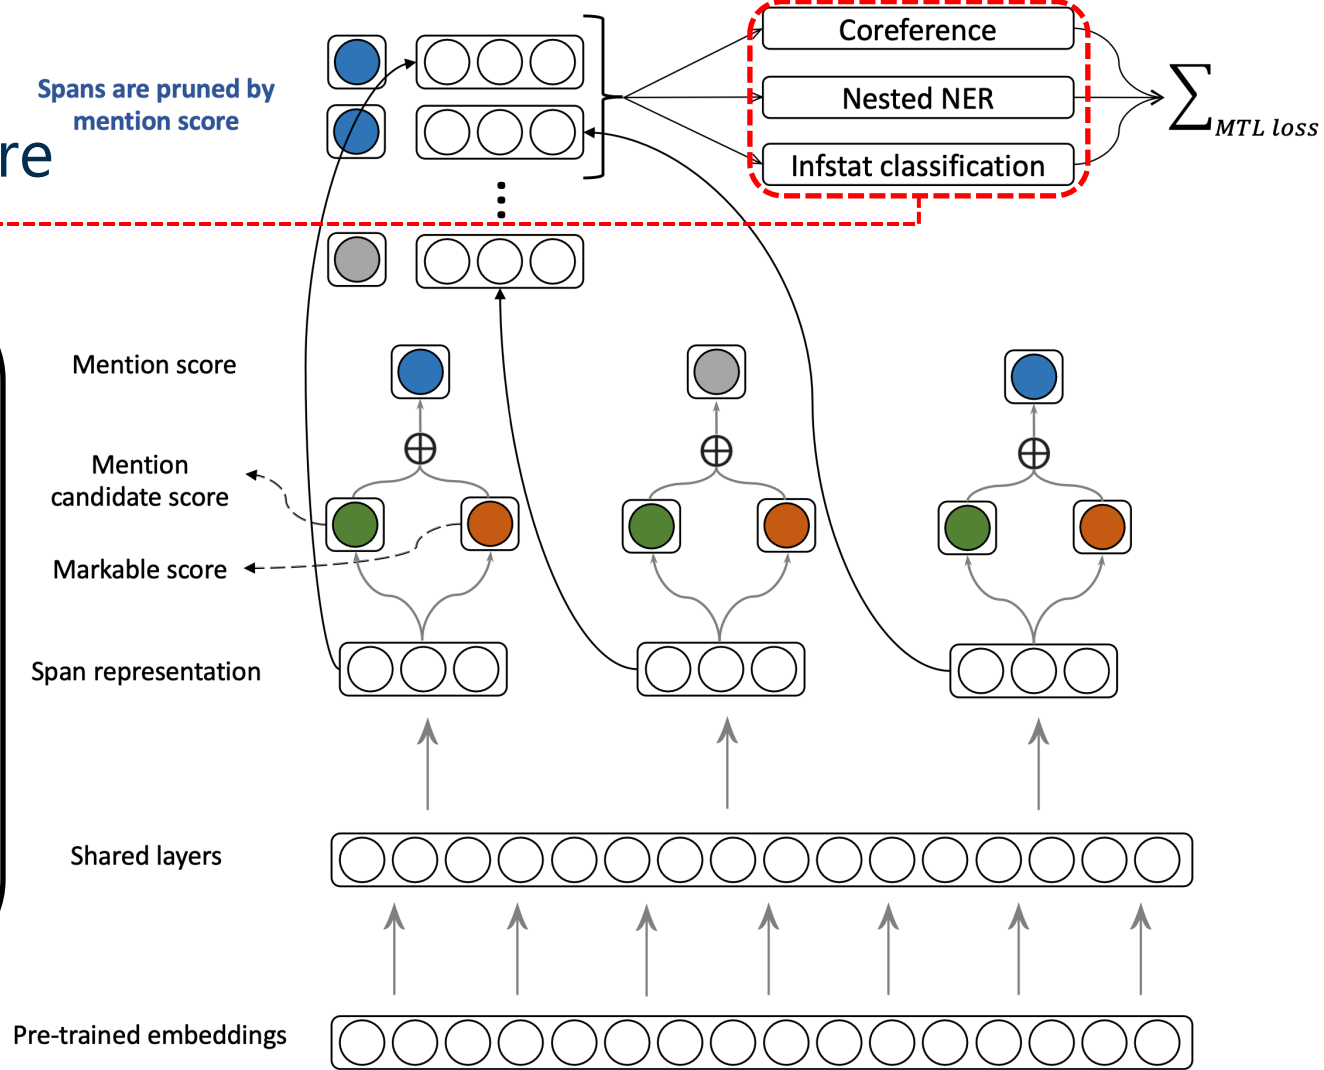 Spans are pruned by
mention score
re
Coreference
Nested NER
Infstat classification
∑MTL loss
Mention score
Mention
candidate score
Markable score
Span representation
Shared layers
Pre-trained embeddings